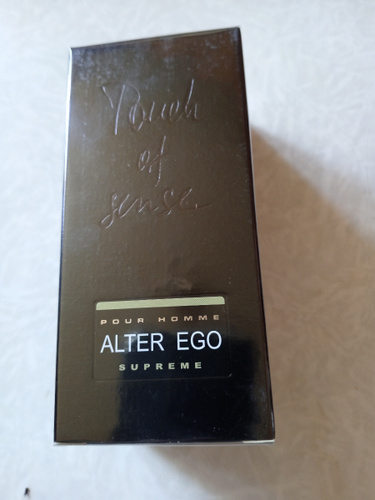 Touch
of
sense
POUR HOMME
ALTER EGO
SUPREME